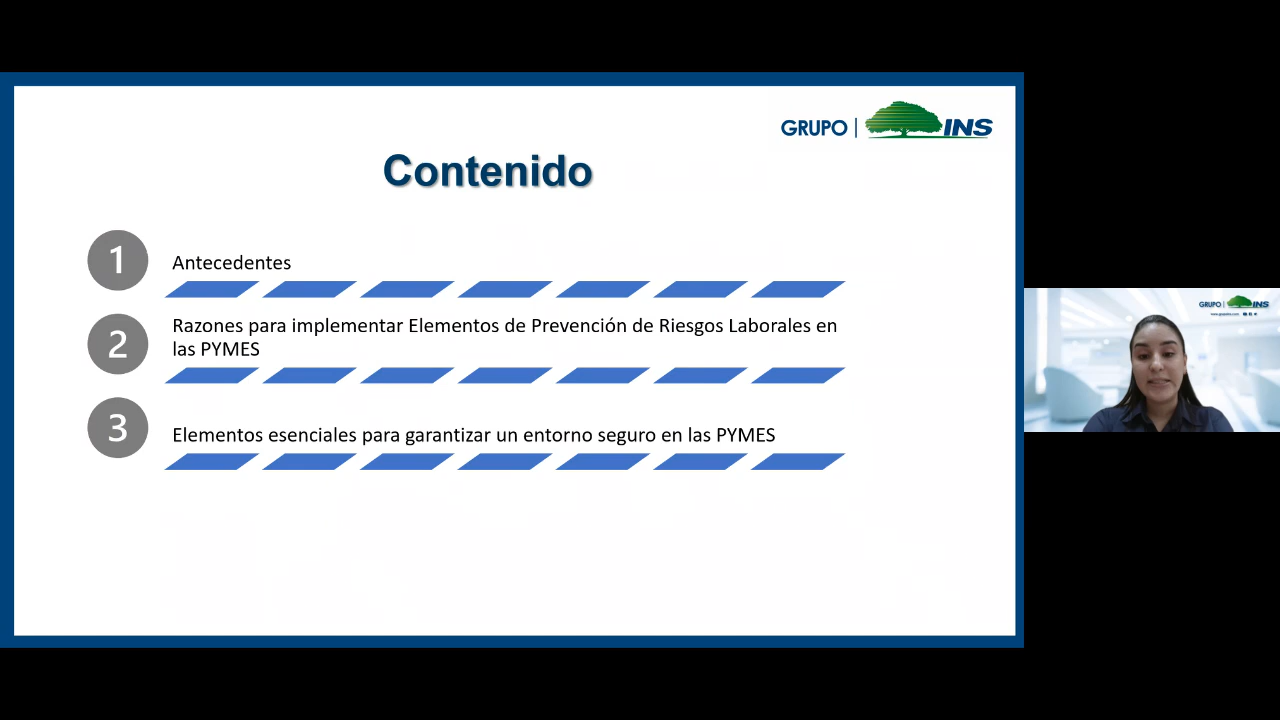 GRUPO | INS
Contenido
1
Antecedentes
2
Razones para implementar Elementos de Prevención de Riesgos Laborales en
las PYMES
3
Elementos esenciales para garantizar un entorno seguro en las PYMES
GRUPO | INS